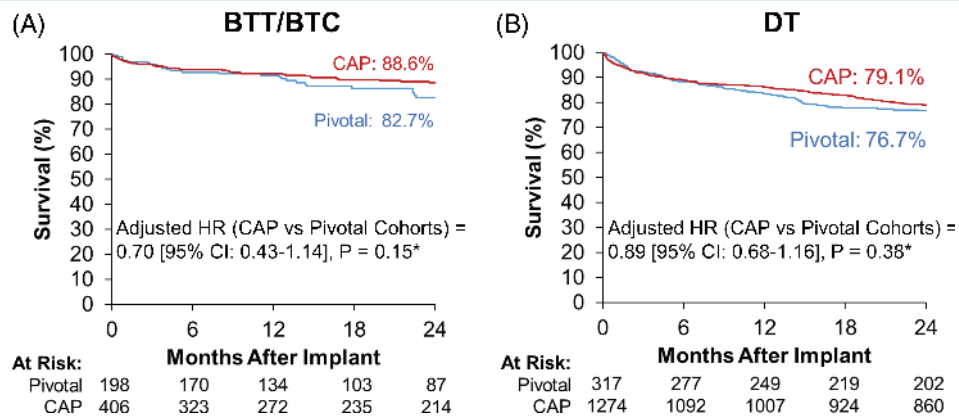 (A) BTT/BTC
100
90
80
70
60
50
40
30
20
10
0
Survival (%)
CAP: 88.6%
Pivotal: 82.7%
Adjusted HR (CAP vs Pivotal Cohorts) =
0.70 [95% CI: 0.43-1.14], P = 0.15*
0 6 12 18 24
Months After Implant
At Risk:
Pivotal 198 170 134 103 87
CAP 406 323 272 235 214
(B) DT
100
90
80
70
60
50
40
30
20
10
0
Survival (%)
CAP: 79.1%
Pivotal: 76.7%
Adjusted HR (CAP vs Pivotal Cohorts) =
0.89 [95% CI: 0.68-1.16], P = 0.38*
0 6 12 18 24
Months After Implant
At Risk:
Pivotal 317 277 249 219 202
CAP 1274 1092 1007 924 860